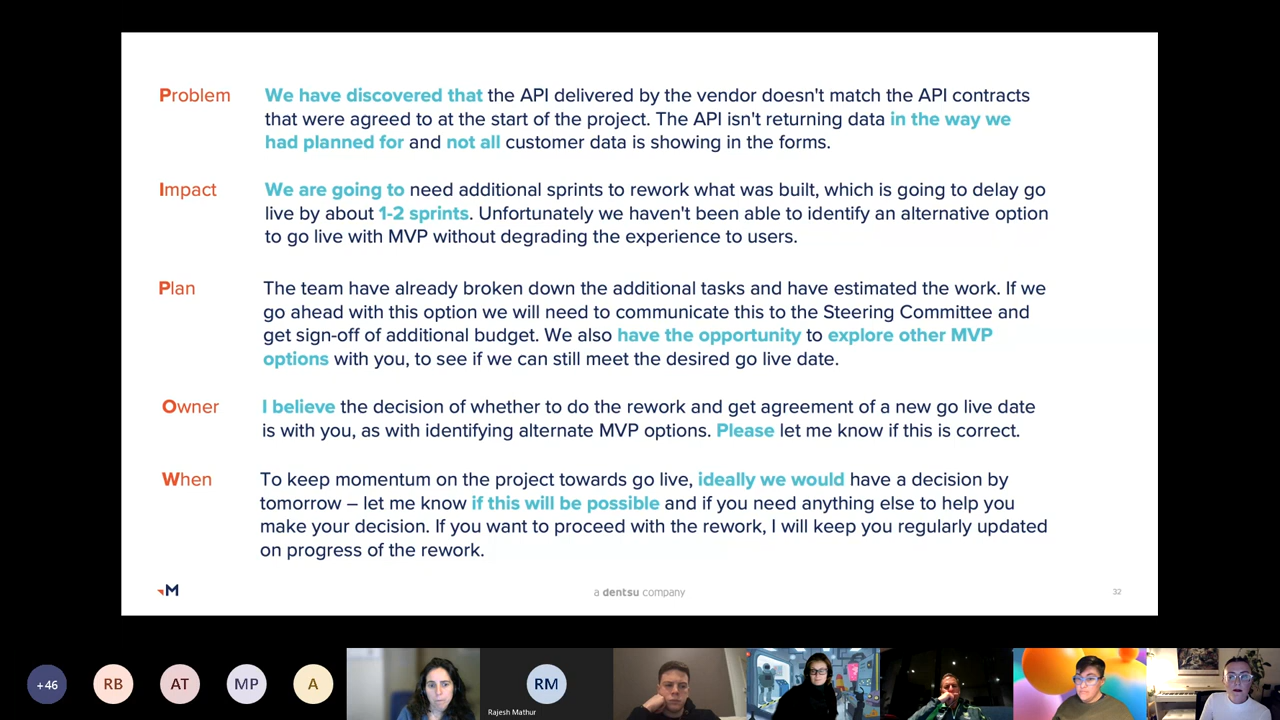 Problem
We have discovered that the API delivered by the vendor doesn't match the API contracts
that were agreed to at the start of the project. The API isn't returning data in the way we
had planned for and not all customer data is showing in the forms.
Impact
We are going to need additional sprints to rework what was built, which is going to delay go
live by about 1-2 sprints. Unfortunately we haven't been able to identify an alternative option
to go live with MVP without degrading the experience to users.
Plan
The team have already broken down the additional tasks and have estimated the work. If we
go ahead with this option we will need to communicate this to the Steering Committee and
get sign-off of additional budget. We also have the opportunity to explore other MVP
options with you, to see if we can still meet the desired go live date.
Owner
I believe the decision of whether to do the rework and get agreement of a new go live date
is with you, as with identifying alternate MVP options. Please let me know if this is correct.
When
To keep momentum on the project towards go live, ideally we would have a decision by
tomorrow – let me know if this will be possible and if you need anything else to help you
make your decision. If you want to proceed with the rework, I will keep you regularly updated
on progress of the rework.
M
a dentsu company
32
+46
RB
AT
MP
A
RM
Rajesh Mathur